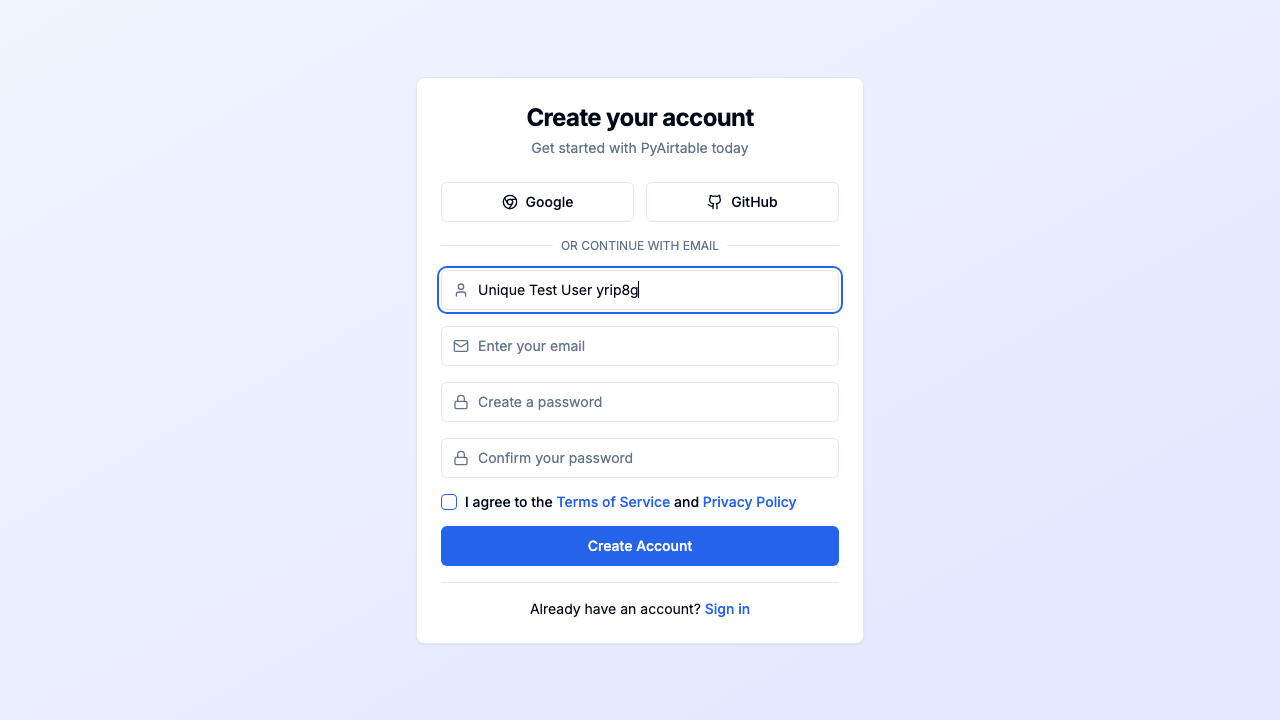 Create your account
Get started with PyAirtable today
Google
GitHub
OR CONTINUE WITH EMAIL
Unique Test User yrip8g
Enter your email
Create a password
Confirm your password
I agree to the Terms of Service and Privacy Policy
Create Account
Already have an account? Sign in